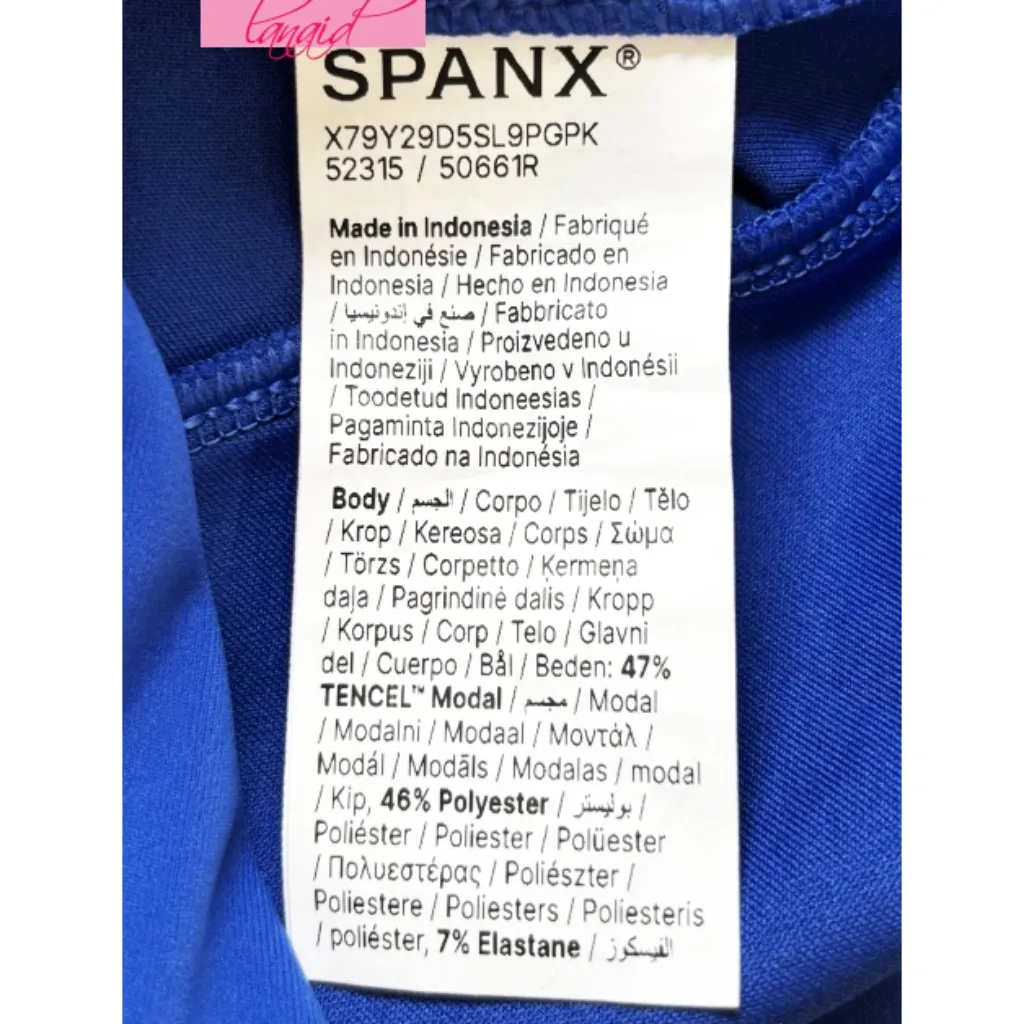 lanaid
SPANX®
X79Y29D5SL9PGPK
52315 / 50661R
Made in Indonesia / Fabriqué
en Indonésie / Fabricado en
Indonesia / Hecho en Indonesia
/ صنع في إندونيسيا / Fabbricato
in Indonesia / Proizvedeno u
Indoneziji / Vyrobeno v Indonésii
/ Toodetud Indoneesias /
Pagaminta Indonezijoje /
Fabricado na Indonésia
Body / الجسم / Corpo / Tijelo / Tělo
/ Krop / Kereosa / Corps / Σώμα
/ Törzs / Corpetto / Ķermeņa
daļa / Pagrindinė dalis / Kropp
/ Korpus / Corp / Telo / Glavni
del / Cuerpo / Bål / Beden: 47%
TENCEL™ Modal / مجسم / Modal
/ Modalni / Modaal / Μοντάλ /
Modál / Modāls / Modalas / modal
/ Kip, 46% Polyester / بوليستر /
Poliéster / Poliester / Polüester
/ Πολυεστέρας / Poliészter /
Poliestere / Poliesters / Poliesteris
/ poliéster, 7% Elastane / الفيسكوز